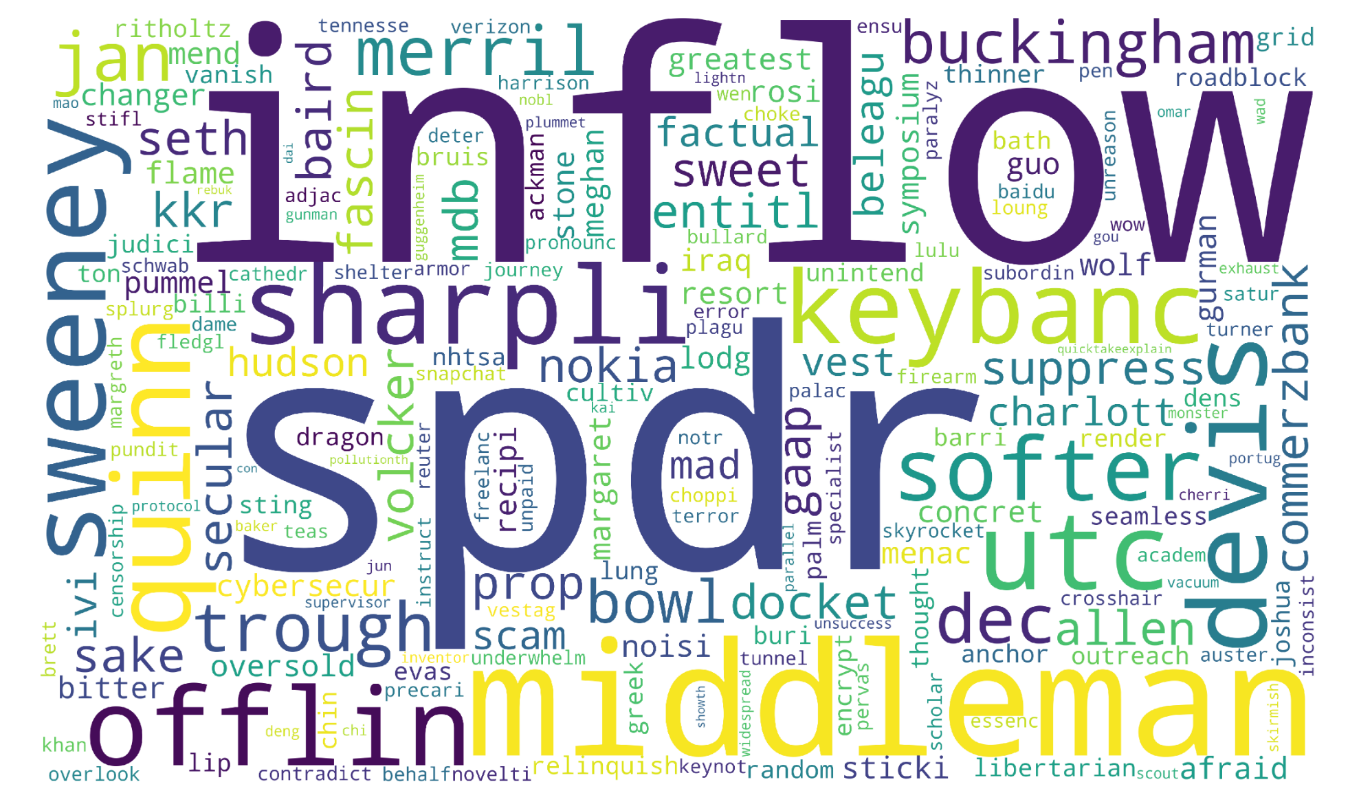 inflow
spdr
middleman
sharpli
keybanc
sweeney
quinn
offlin
softer
utc
devis
merril
buckingham
jan
ritholtz
mend
vanish
changer
mao
stifl
tennesse
verizon
harrison
nobl
lightn
plummet
greatest
wen
rosi
choke
ensu
thinner
pen
roadblock
grid
omar
wad
paralyz
unreason
seth
baird
flame
dai
rebuk
kkr
adjac
gunman
fascin
guggenheim
deter
bruis
mdb
ackman
stone
meghan
pronounc
factual
sweet
entitl
bullard
beleagu
symposium
lulu
bath
guo
baidu
loung
wow
gou
judici
ton
schwab
pummel
cathedr
splurg
billi
dame
fledgl
shelter
armor
journey
iraq
resort
error
plagu
unintend
subordin
wolf
gurman
exhaust
satur
turner
commerzbank
hudson
volcker
nhtsa
snapchat
nokia
cultiv
kai
lodg
vest
palac
firearm
quicktakeexplain
suppress
charlott
dens
monster
margreth
pundit
secular
dragon
pollutionth
reuter
con
sting
protocol
baker
teas
censorship
sivi
freelanc
recipi
unpaid
margaret
notr
mad
choppi
terror
gaap
palm
specialist
parallel
barri
render
portug
cherri
concret
seamless
skyrocket
menac
academ
vacuum
jun
instruct
cybersecur
supervisor
trough
prop
vestag
lung
bowl
docket
unsuccess
dec
allen
crosshair
joshua
inconsist
thought
anchor
outreach
auster
brett
sake
bitter
oversold
inventor
underwhelm
evas
precari
scam
noisi
greek
buri
tunnel
encrypt
pervas
scholar
essenc
skirmish
showth
widespread
khan
overlook
lip
deng
chin
chi
contradict
behalf
novelti
relinquish
keynot
random
sticki
libertarian
scout
afraid